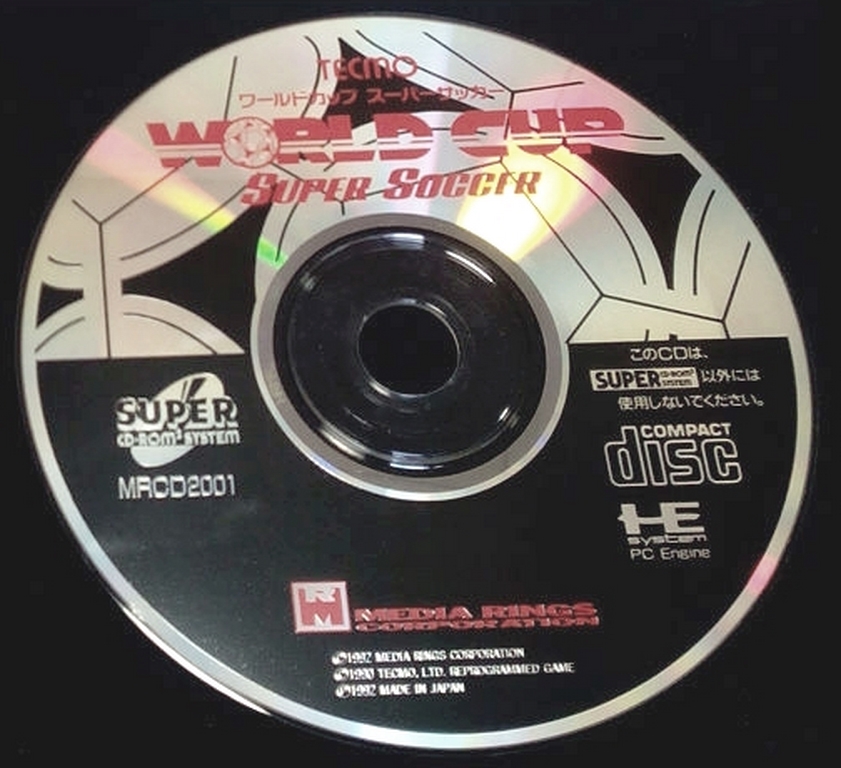 TECMO
ワールドカップ スーパーサッカー
WORLD CUP
SUPER SOCCER
このCDは、
SUPER CD-ROM² SYSTEM 以外には
使用しないでください。
SUPER
CD-ROM² SYSTEM
MRCD2001
COMPACT
disc
HE
system
PC Engine
RM
MEDIA RINGS
CORPORATION
©1992 MEDIA RINGS CORPORATION
©1990 TECMO, LTD. REPROGRAMMED GAME
©1992 MADE IN JAPAN